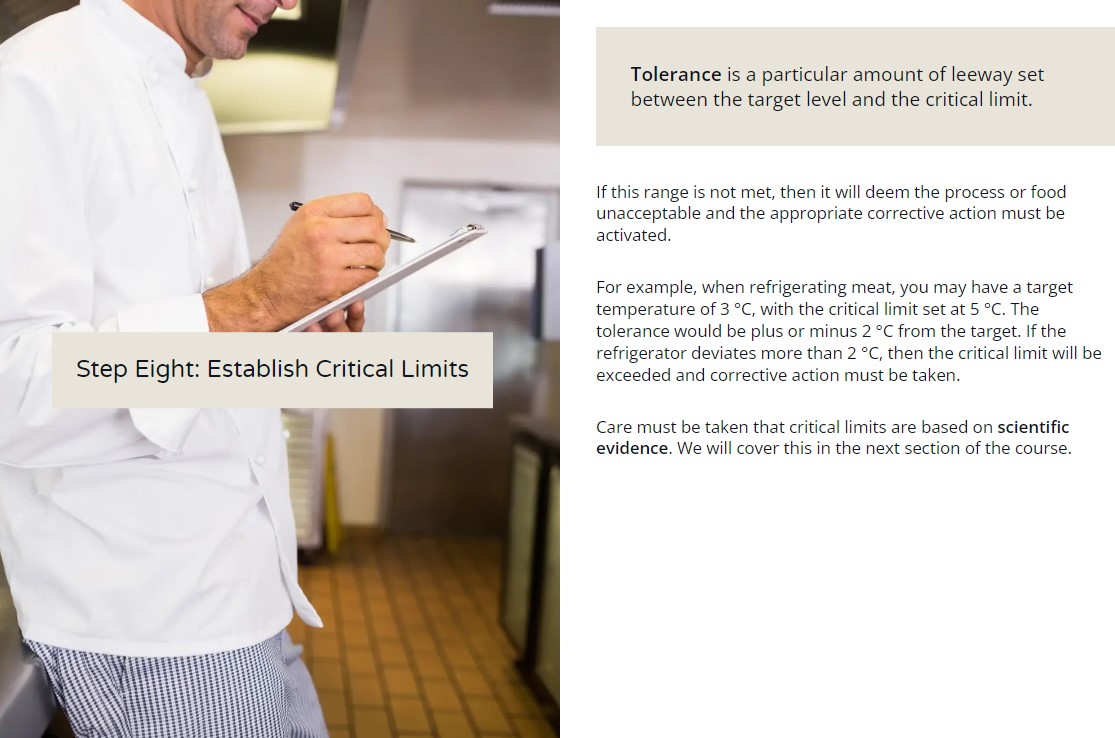 Step Eight: Establish Critical Limits
Tolerance is a particular amount of leeway set
between the target level and the critical limit.
If this range is not met, then it will deem the process or food
unacceptable and the appropriate corrective action must be
activated.
For example, when refrigerating meat, you may have a target
temperature of 3 °C, with the critical limit set at 5 °C. The
tolerance would be plus or minus 2 °C from the target. If the
refrigerator deviates more than 2 °C, then the critical limit will be
exceeded and corrective action must be taken.
Care must be taken that critical limits are based on scientific
evidence. We will cover this in the next section of the course.